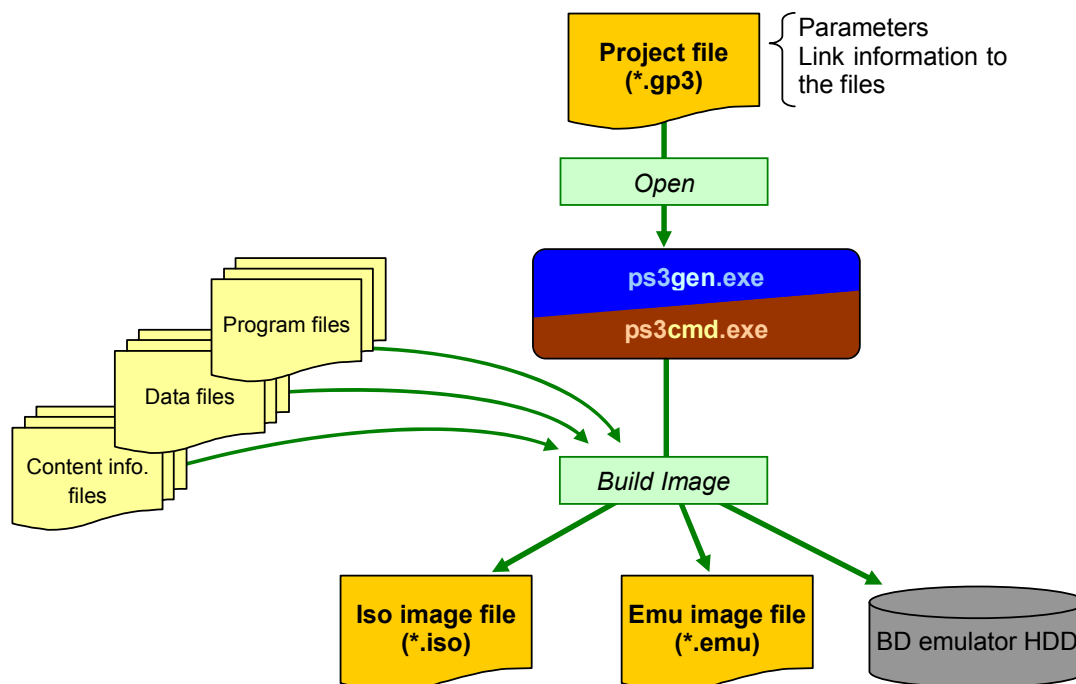 Project file
(*.gp3)
Parameters
Link information to
the files
Open
ps3gen.exe
ps3cmd.exe
Program files
Data files
Content info.
files
Build Image
Iso image file
(*.iso)
Emu image file
(*.emu)
BD emulator HDD